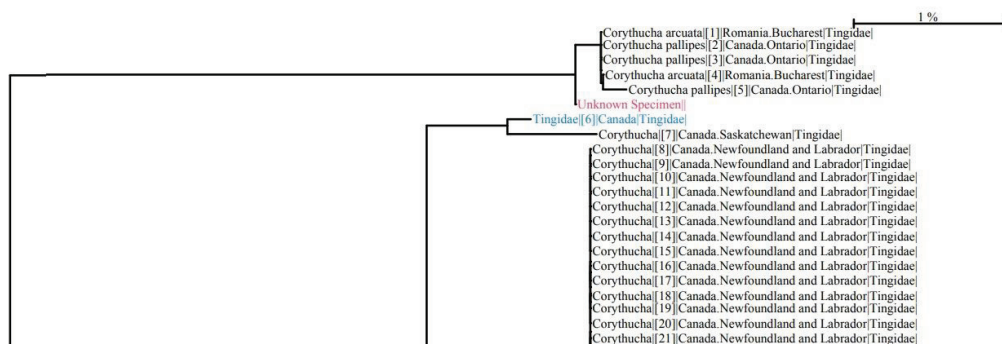 1 %
Corythucha arcuata|[1]|Romania.Bucharest|Tingidae|
Corythucha pallipes|[2]|Canada.Ontario|Tingidae|
Corythucha pallipes|[3]|Canada.Ontario|Tingidae|
Corythucha arcuata|[4]|Romania.Bucharest|Tingidae|
Corythucha pallipes|[5]|Canada.Ontario|Tingidae|
Unknown Specimen||
Tingidae|[6]|Canada|Tingidae|
Corythucha|[7]|Canada.Saskatchewan|Tingidae|
Corythucha|[8]|Canada.Newfoundland and Labrador|Tingidae|
Corythucha|[9]|Canada.Newfoundland and Labrador|Tingidae|
Corythucha|[10]|Canada.Newfoundland and Labrador|Tingidae|
Corythucha|[11]|Canada.Newfoundland and Labrador|Tingidae|
Corythucha|[12]|Canada.Newfoundland and Labrador|Tingidae|
Corythucha|[13]|Canada.Newfoundland and Labrador|Tingidae|
Corythucha|[14]|Canada.Newfoundland and Labrador|Tingidae|
Corythucha|[15]|Canada.Newfoundland and Labrador|Tingidae|
Corythucha|[16]|Canada.Newfoundland and Labrador|Tingidae|
Corythucha|[17]|Canada.Newfoundland and Labrador|Tingidae|
Corythucha|[18]|Canada.Newfoundland and Labrador|Tingidae|
Corythucha|[19]|Canada.Newfoundland and Labrador|Tingidae|
Corythucha|[20]|Canada.Newfoundland and Labrador|Tingidae|
Corythucha|[21]|Canada.Newfoundland and Labrador|Tingidae|